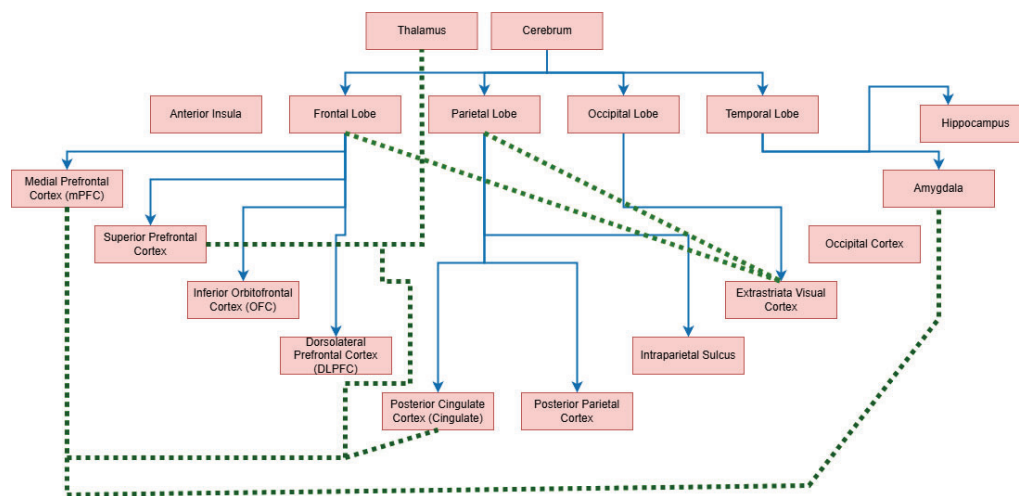 Thalamus
Cerebrum
Anterior Insula
Frontal Lobe
Parietal Lobe
Occipital Lobe
Temporal Lobe
Hippocampus
Medial Prefrontal
Cortex (mPFC)
Amygdala
Superior Prefrontal
Cortex
Occipital Cortex
Inferior Orbitofrontal
Cortex (OFC)
Extrastriata Visual
Cortex
Dorsolateral
Prefrontal Cortex
(DLPFC)
Intraparietal Sulcus
Posterior Cingulate
Cortex (Cingulate)
Posterior Parietal
Cortex